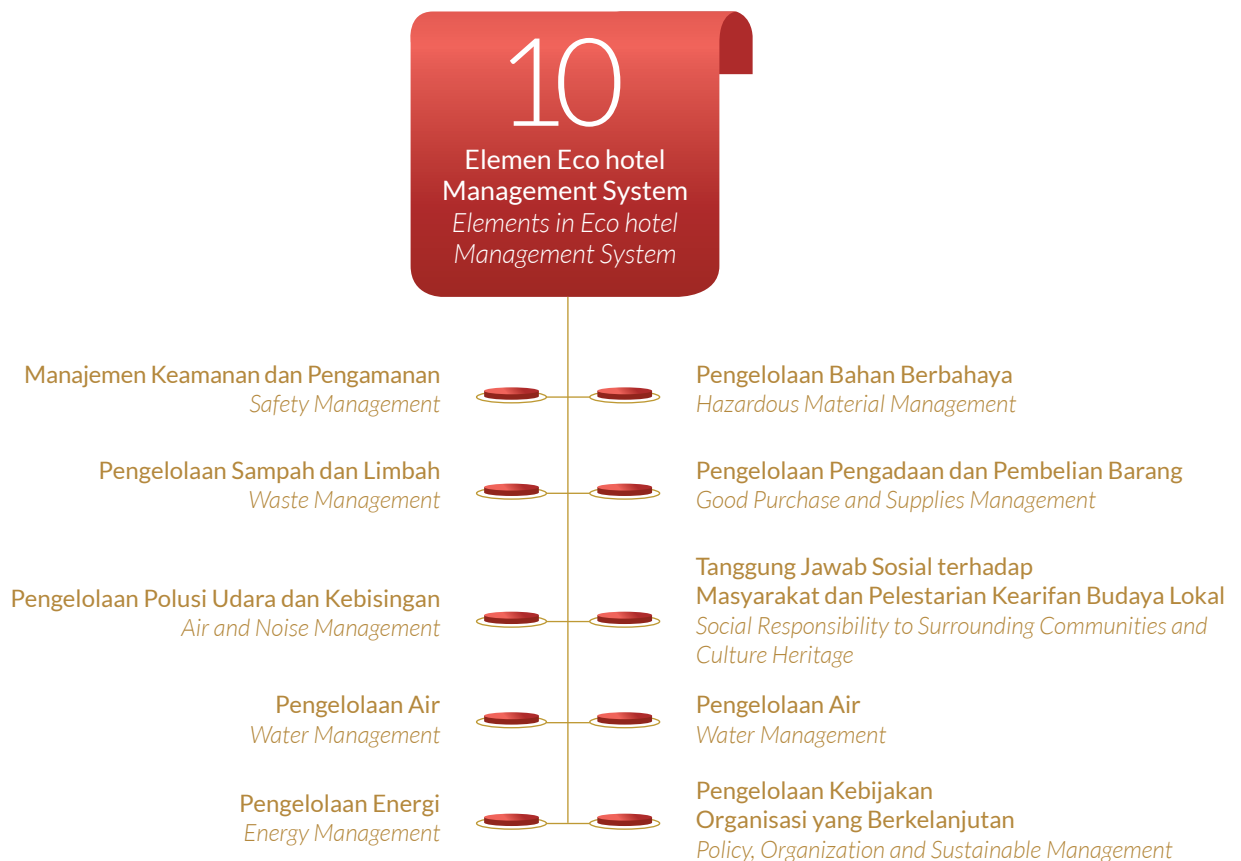 10
Elemen Eco hotel
Management System
Elements in Eco hotel
Management System
Manajemen Keamanan dan Pengamanan
Safety Management
Pengelolaan Bahan Berbahaya
Hazardous Material Management
Pengelolaan Sampah dan Limbah
Waste Management
Pengelolaan Pengadaan dan Pembelian Barang
Good Purchase and Supplies Management
Pengelolaan Polusi Udara dan Kebisingan
Air and Noise Management
Tanggung Jawab Sosial terhadap
Masyarakat dan Pelestarian Kearifan Budaya Lokal
Social Responsibility to Surrounding Communities and
Culture Heritage
Pengelolaan Air
Water Management
Pengelolaan Air
Water Management
Pengelolaan Energi
Energy Management
Pengelolaan Kebijakan
Organisasi yang Berkelanjutan
Policy, Organization and Sustainable Management